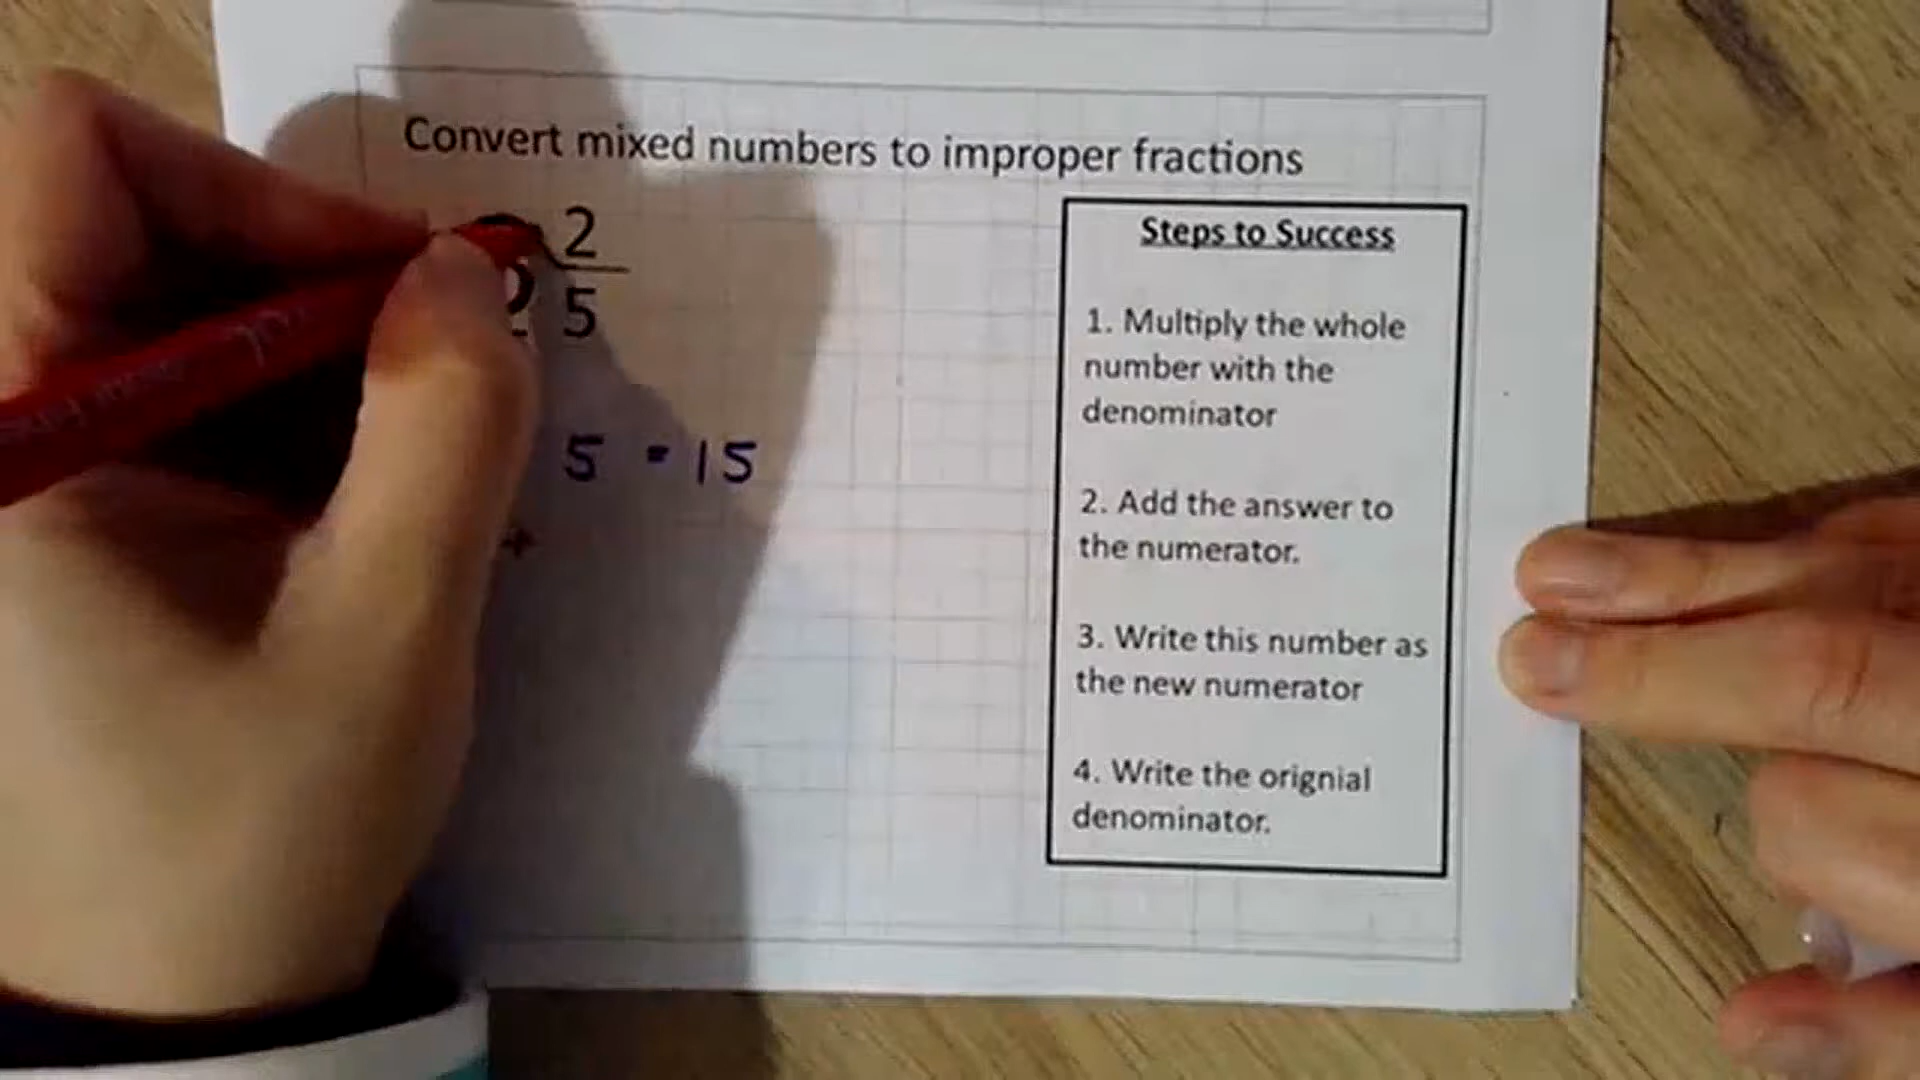 Convert mixed numbers to improper fractions
2
5
5 = 15
+
Steps to Success
1. Multiply the whole
number with the
denominator
2. Add the answer to
the numerator.
3. Write this number as
the new numerator
4. Write the orignial
denominator.